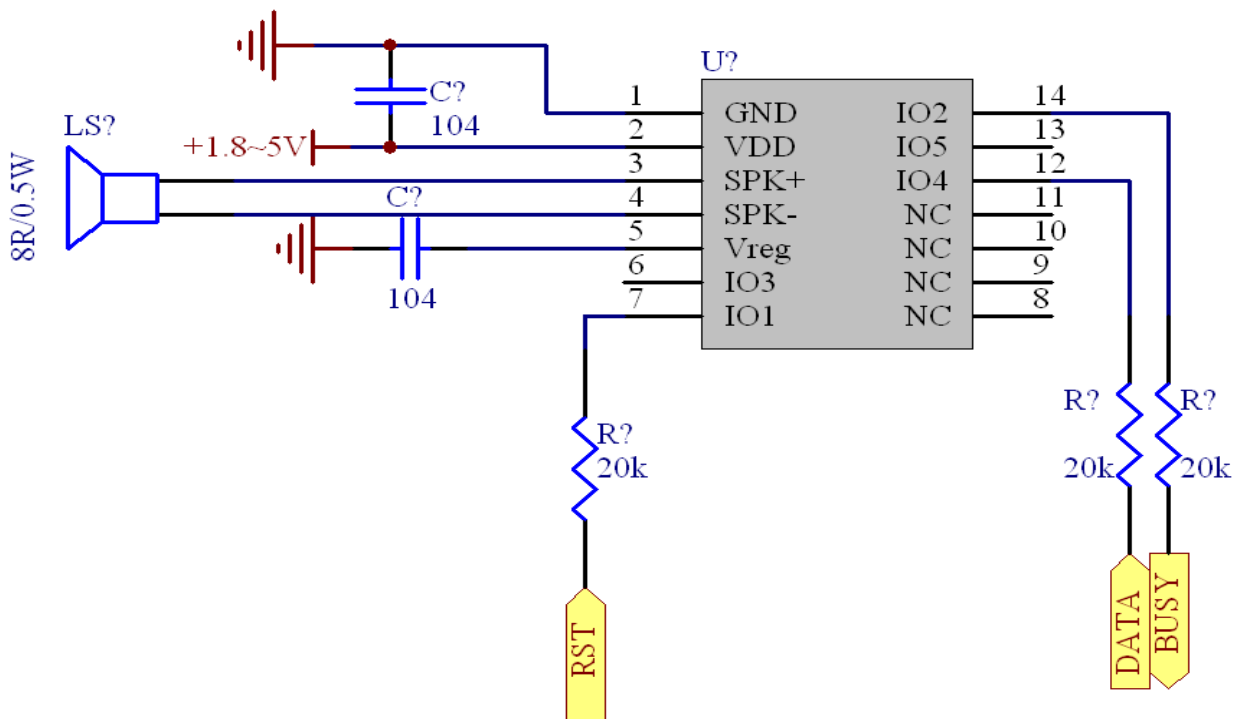 U?
C?
104
LS?
+1.8~5V
8R/0.5W
C?
104
1
2
3
4
5
6
7
GND
VDD
SPK+
SPK-
Vreg
IO3
IO1
IO2
IO5
IO4
NC
NC
NC
NC
14
13
12
11
10
9
8
R?
20k
R?
20k
R?
20k
RST
DATA
BUSY